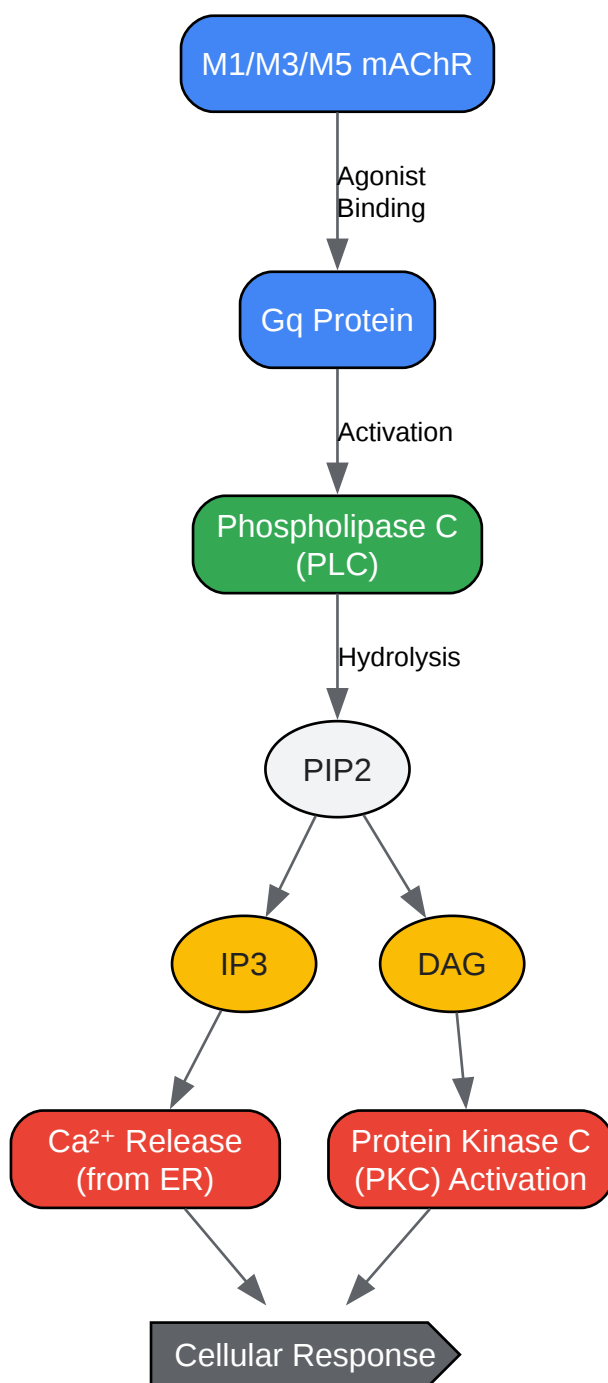 M1/M3/M5 mAChR
Agonist
Binding
Gq Protein
Activation
Phospholipase C
(PLC)
Hydrolysis
PIP2
IP3
DAG
Ca²⁺ Release
(from ER)
Protein Kinase C
(PKC) Activation
Cellular Response